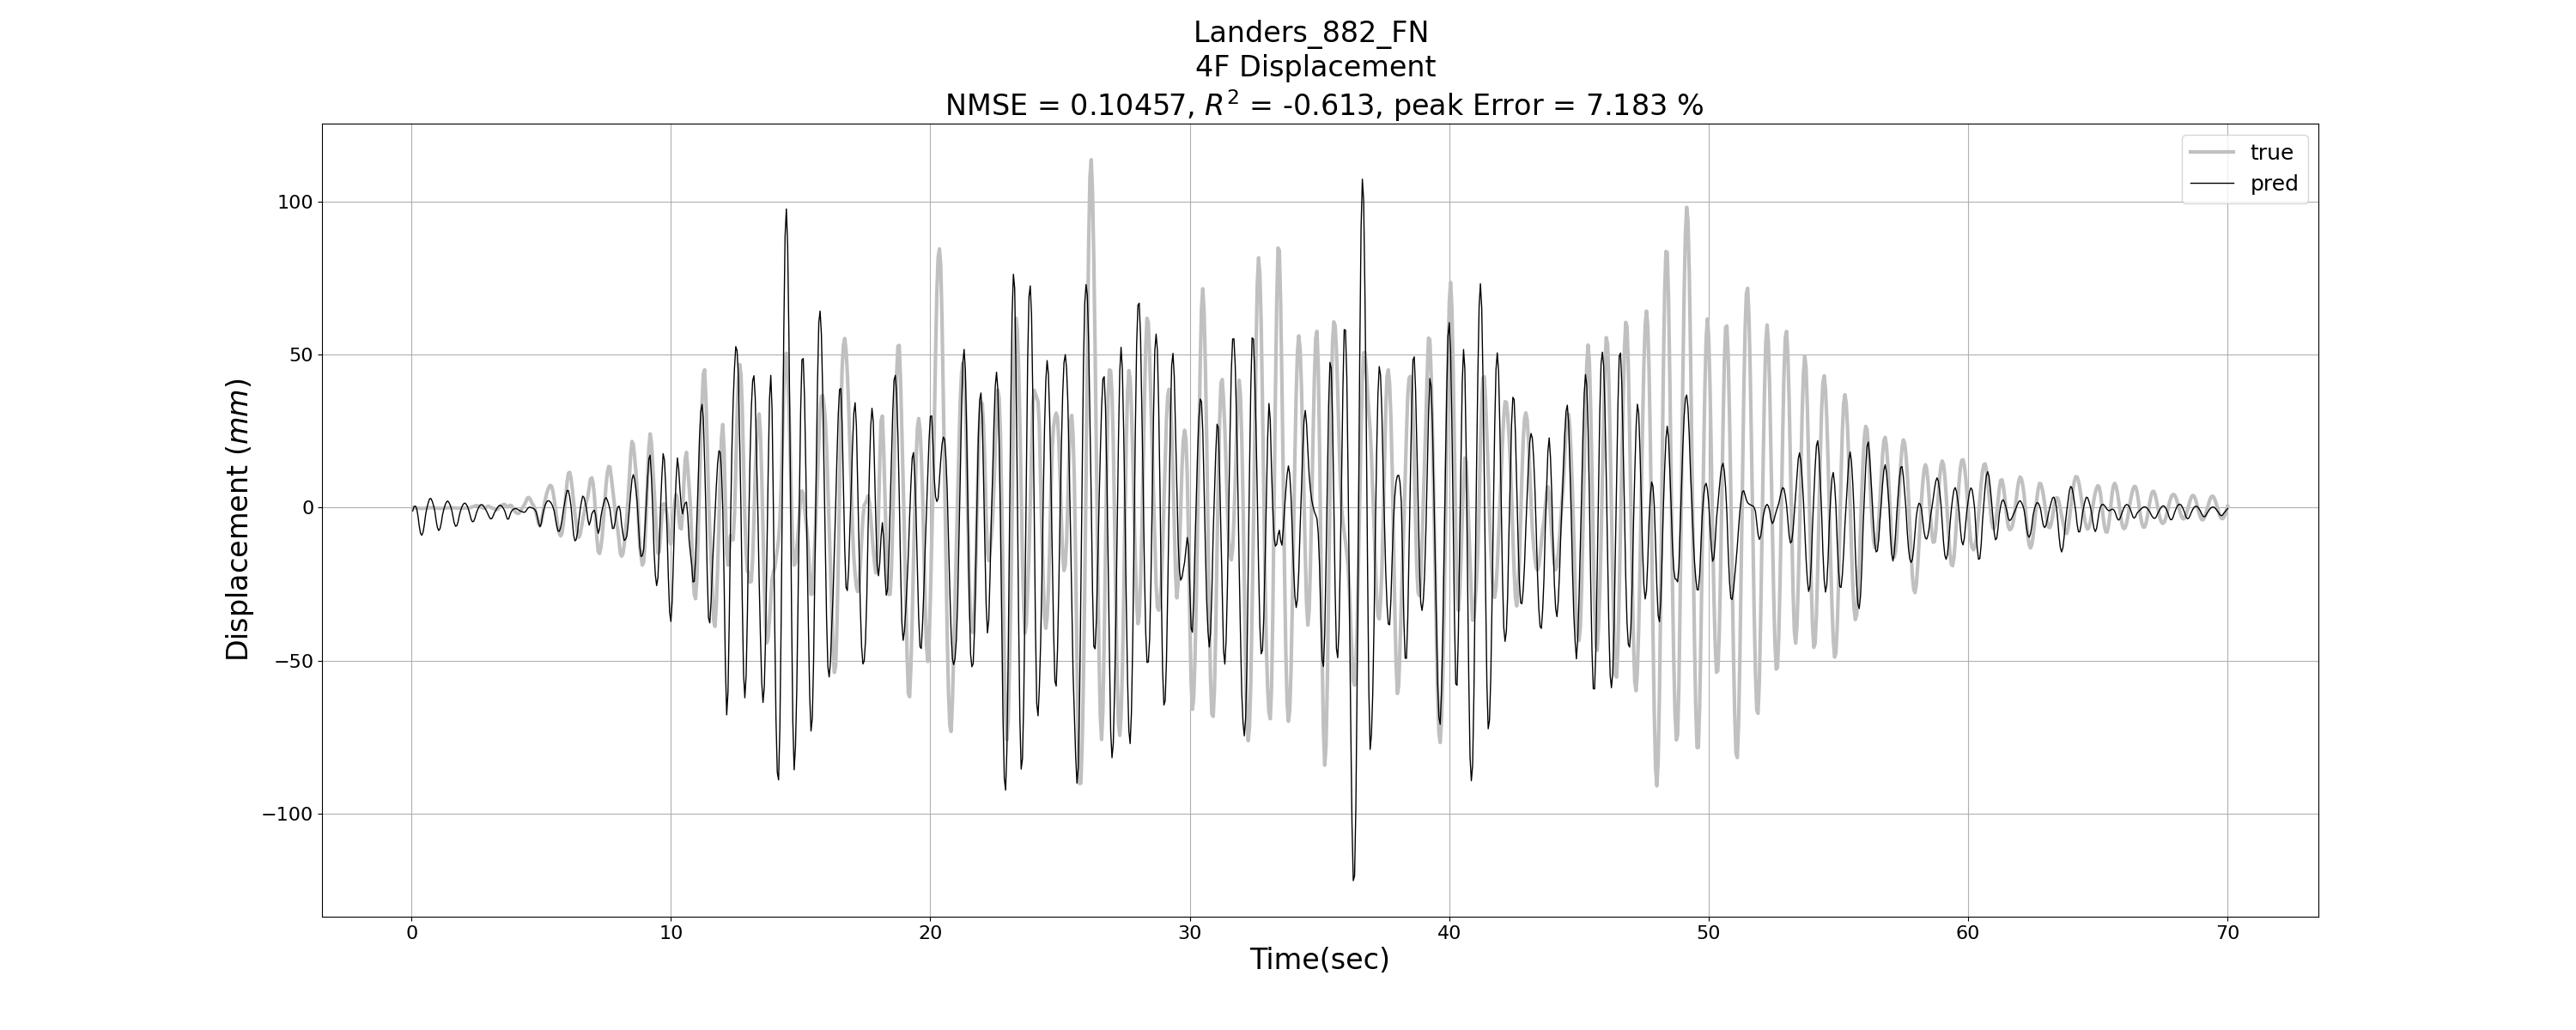 Landers_882_FN
4F Displacement
NMSE = 0.10457, R² = -0.613, peak Error = 7.183 %
true
pred
Displacement (mm)
100
50
0
−50
−100
0 10 20 30 40 50 60 70
Time(sec)